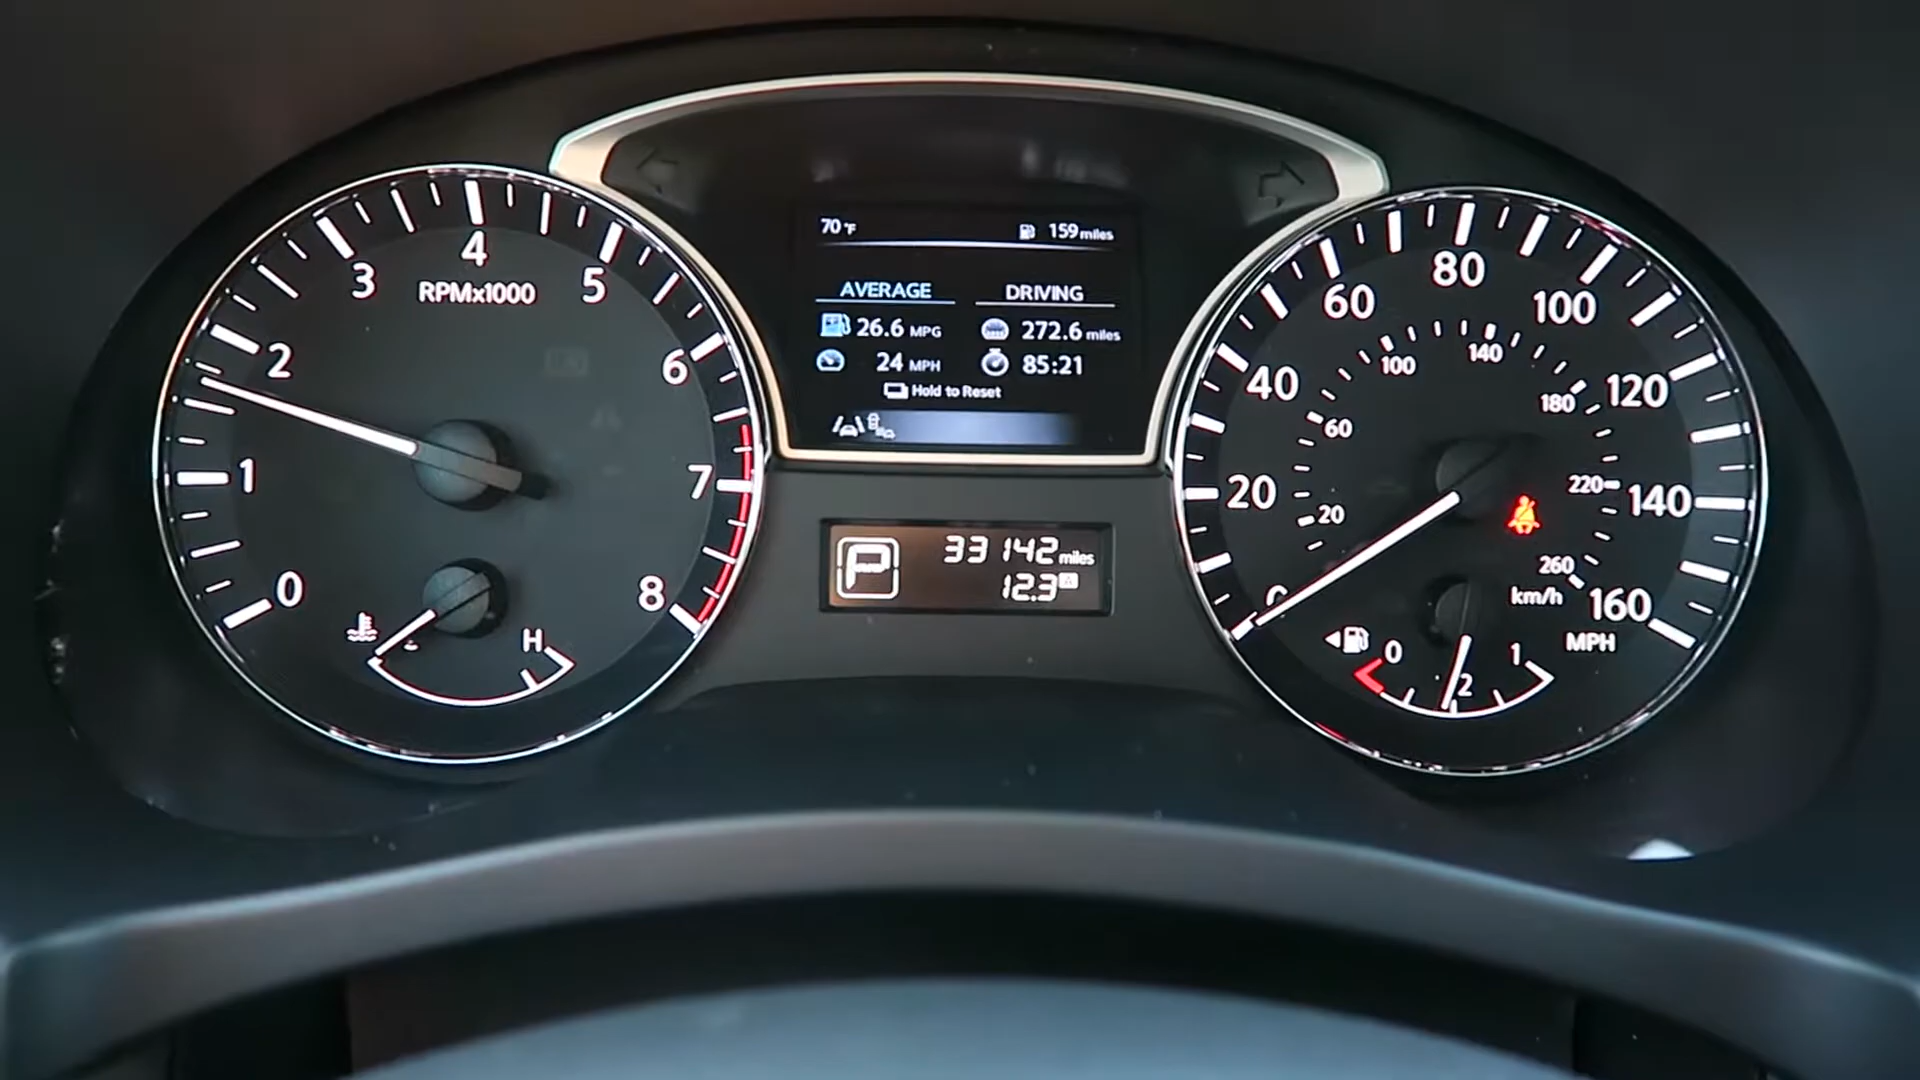 0
1
2
3
4
5
6
7
8
RPMx1000
H
70°F
159 miles
AVERAGE
DRIVING
26.6 MPG
272.6 miles
24 MPH
85:21
Hold to Reset
P
33142 miles
12.3 A
0
20
40
60
80
100
120
140
160
MPH
20
60
100
140
180
220
260
km/h
0
1